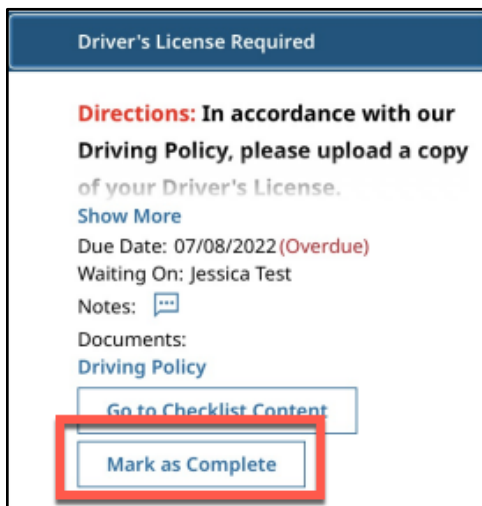 Driver's License Required
Directions: In accordance with our
Driving Policy, please upload a copy
of your Driver's License.
Show More
Due Date: 07/08/2022 (Overdue)
Waiting On: Jessica Test
Notes:
Documents:
Driving Policy
Go to Checklist Content
Mark as Complete